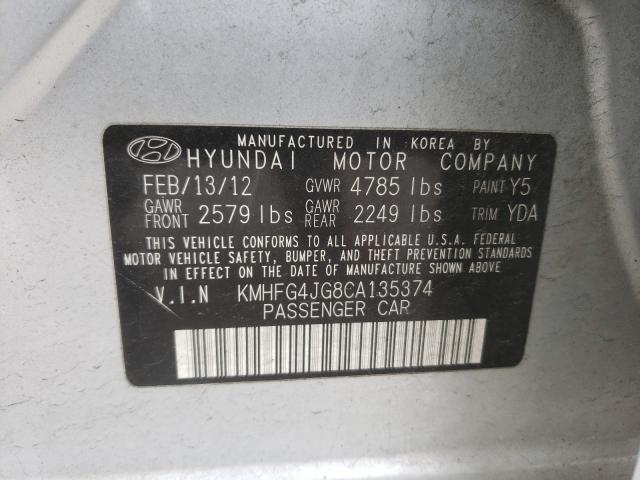 MANUFACTURED IN KOREA BY
HYUNDAI MOTOR COMPANY
FEB/13/12 GVWR 4785 lbs PAINT Y5
GAWR FRONT 2579 lbs GAWR REAR 2249 lbs TRIM YDA
THIS VEHICLE CONFORMS TO ALL APPLICABLE U.S.A. FEDERAL
MOTOR VEHICLE SAFETY, BUMPER, AND THEFT PREVENTION STANDARDS
IN EFFECT ON THE DATE OF MANUFACTURE SHOWN ABOVE
V.I.N KMHFG4JG8CA135374
PASSENGER CAR